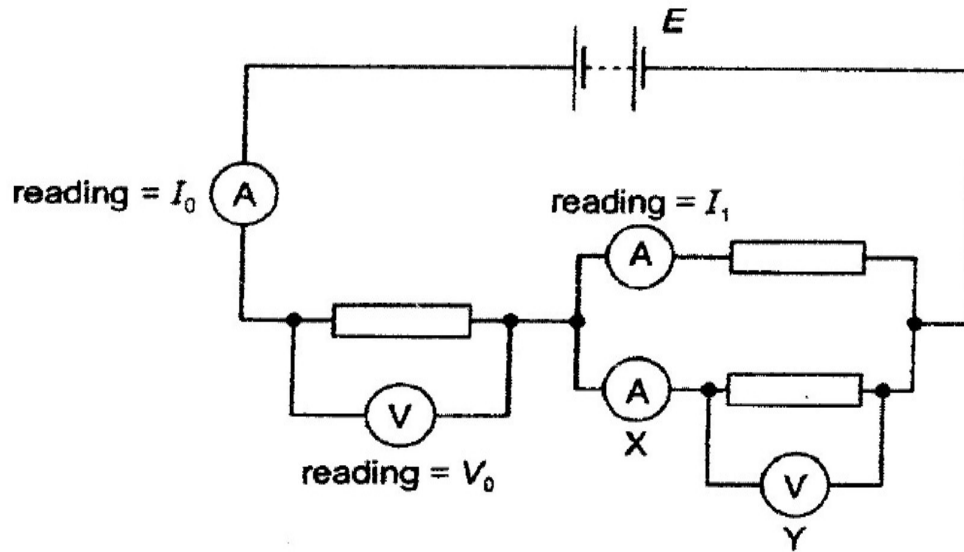 E
reading = I₀
A
reading = I₁
A
A
X
V
reading = V₀
V
Y